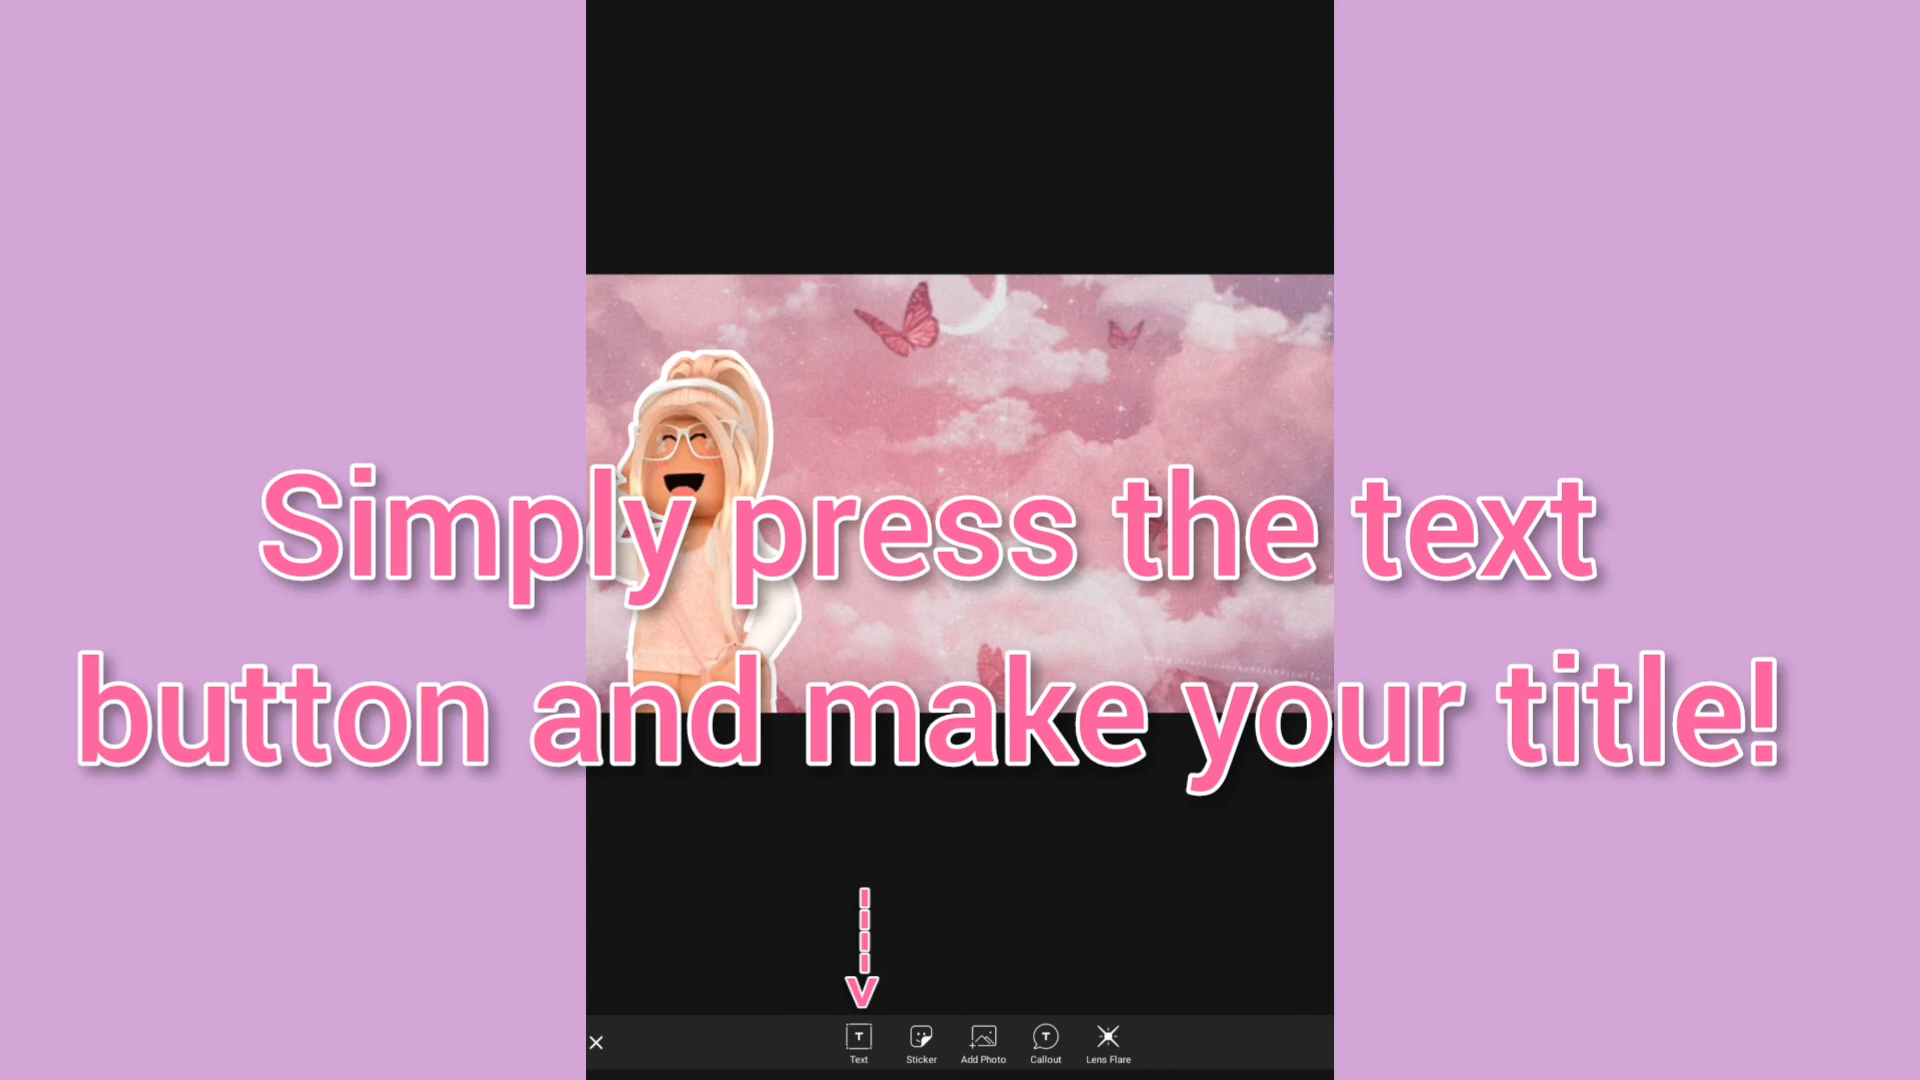 Simply press the text
button and make your title!
T
T
Text
Sticker
Add Photo
Callout
Lens Flare